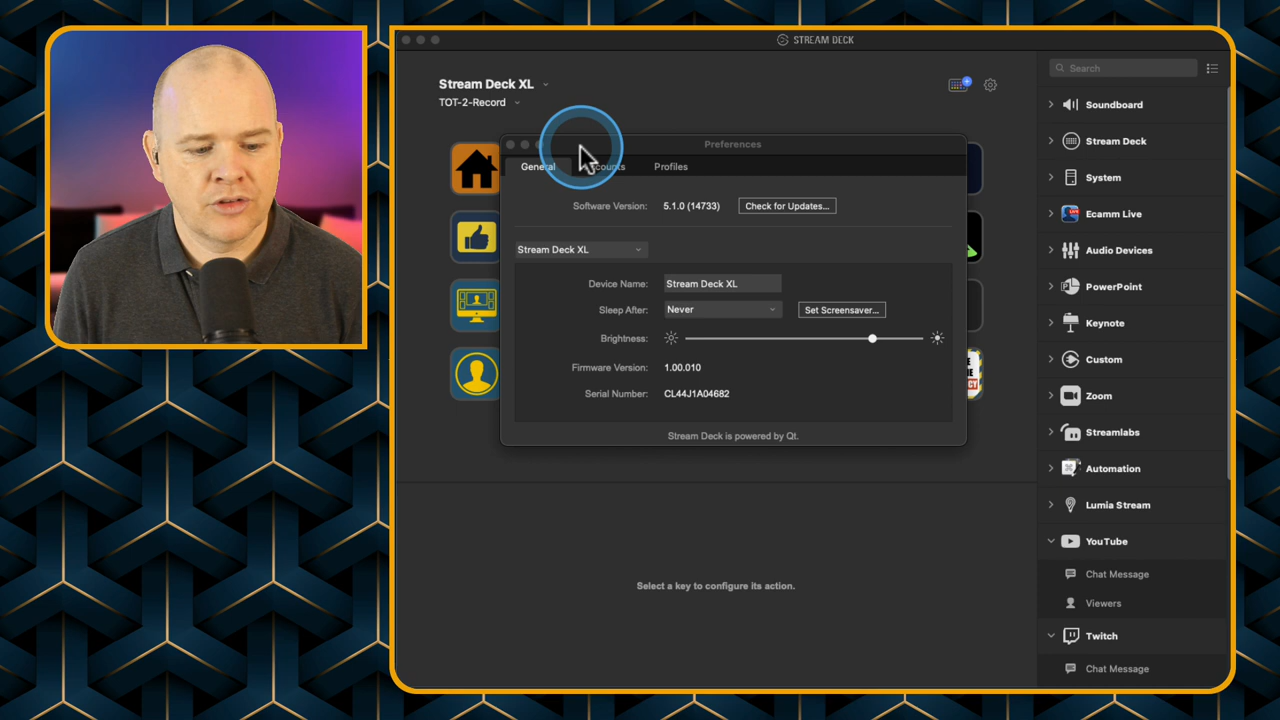 STREAM DECK
Stream Deck XL
TOT-2-Record
Search
Preferences
General
Profiles
Software Version: 5.1.0 (14733) Check for Updates...
Stream Deck XL
Device Name: Stream Deck XL
Sleep After: Never Set Screensaver...
Brightness:
Firmware Version: 1.00.010
Serial Number: CL44J1A04682
Stream Deck is powered by Qt.
Select a key to configure its action.
Soundboard
Stream Deck
System
Ecamm Live
Audio Devices
PowerPoint
Keynote
Custom
Zoom
Streamlabs
Automation
Lumia Stream
YouTube
Chat Message
Viewers
Twitch
Chat Message